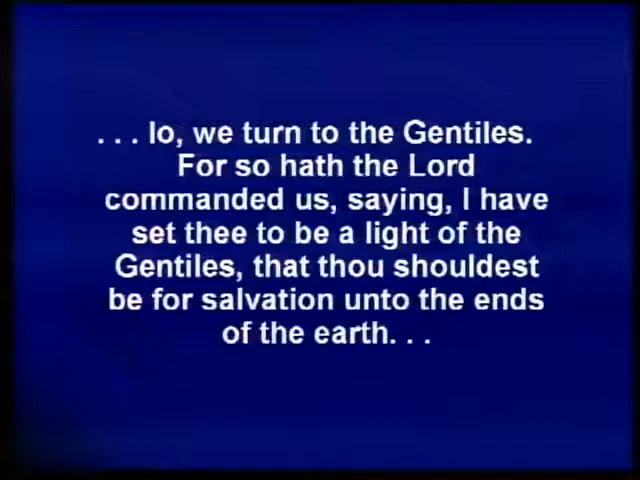 . . . lo, we turn to the Gentiles.
For so hath the Lord
commanded us, saying, I have
set thee to be a light of the
Gentiles, that thou shouldest
be for salvation unto the ends
of the earth. . .